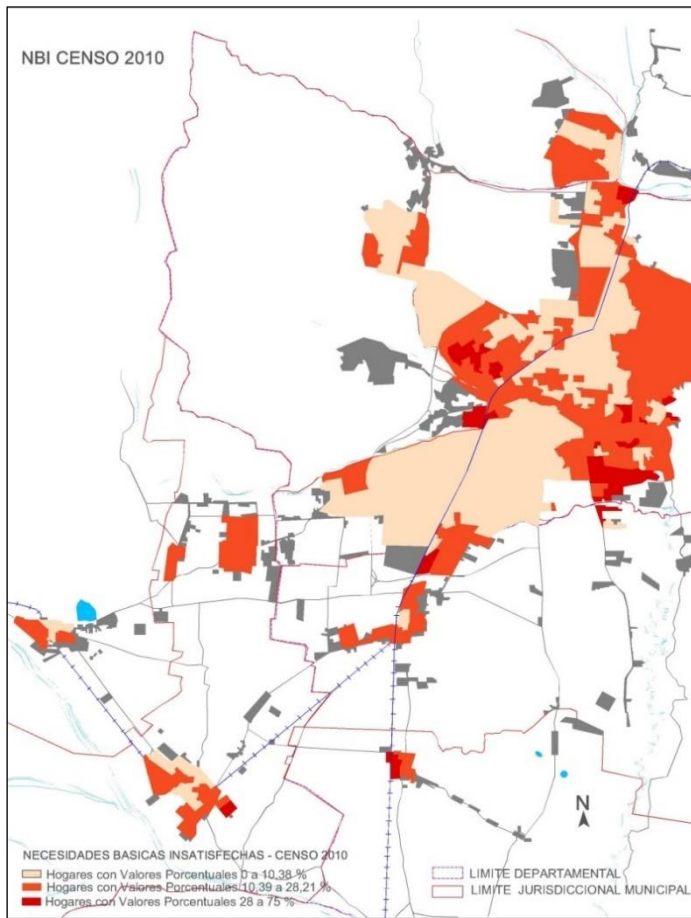 NBI CENSO 2010
N
NECESIDADES BASICAS INSATISFECHAS - CENSO 2010
Hogares con Valores Porcentuales 0 a 10,38 %
Hogares con Valores Porcentuales 10,39 a 28,21 %
Hogares con Valores Porcentuales 28 a 75 %
LIMITE DEPARTAMENTAL
LIMITE JURISDICCIONAL MUNICIPAL